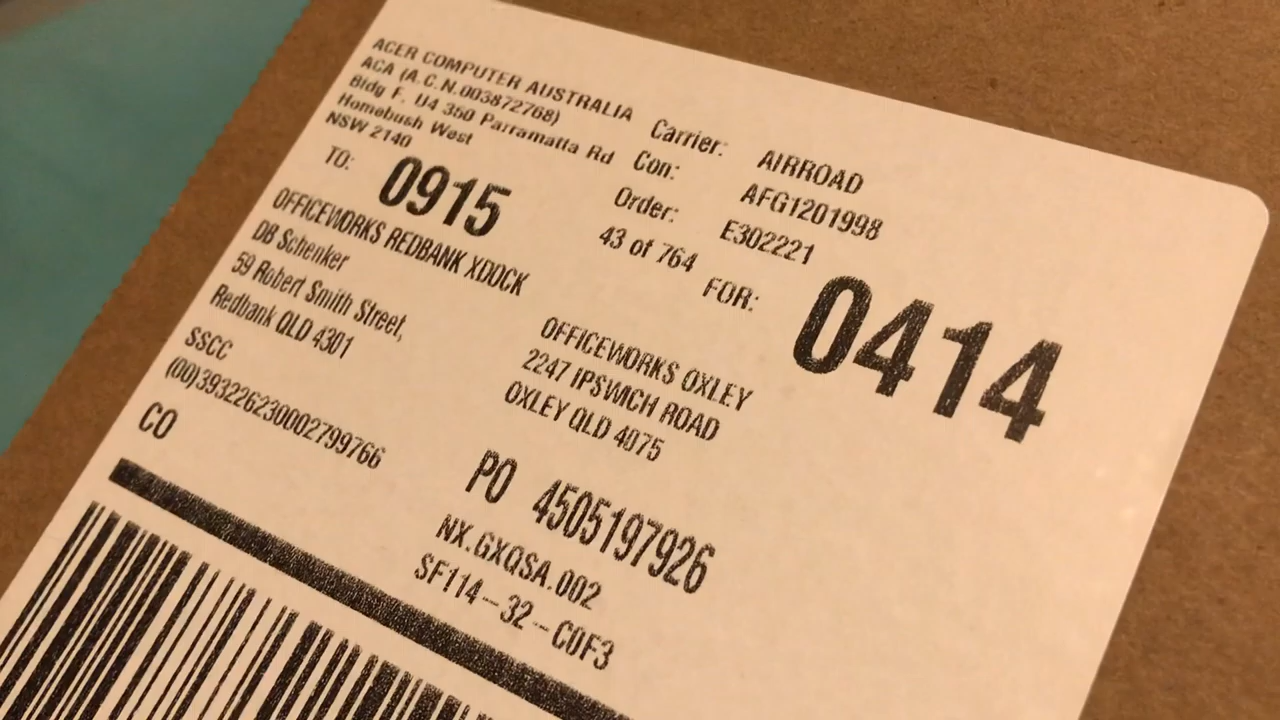 ACER COMPUTER AUSTRALIA
ACA (A.C.N.003872768)
Bldg F, U4 350 Parramatta Rd
Homebush West
NSW 2140
Carrier: AIRROAD
Con: AFG1201998
Order: E302221
43 of 764
TO: 0915
OFFICEWORKS REDBANK XDOCK
DB Schenker
59 Robert Smith Street,
Redbank QLD 4301
FOR: 0414
OFFICEWORKS OXLEY
2247 IPSWICH ROAD
OXLEY QLD 4075
SSCC
(00)393226230002799766
CO
PO 4505197926
NX.GXQSA.002
SF114-32--C0F3